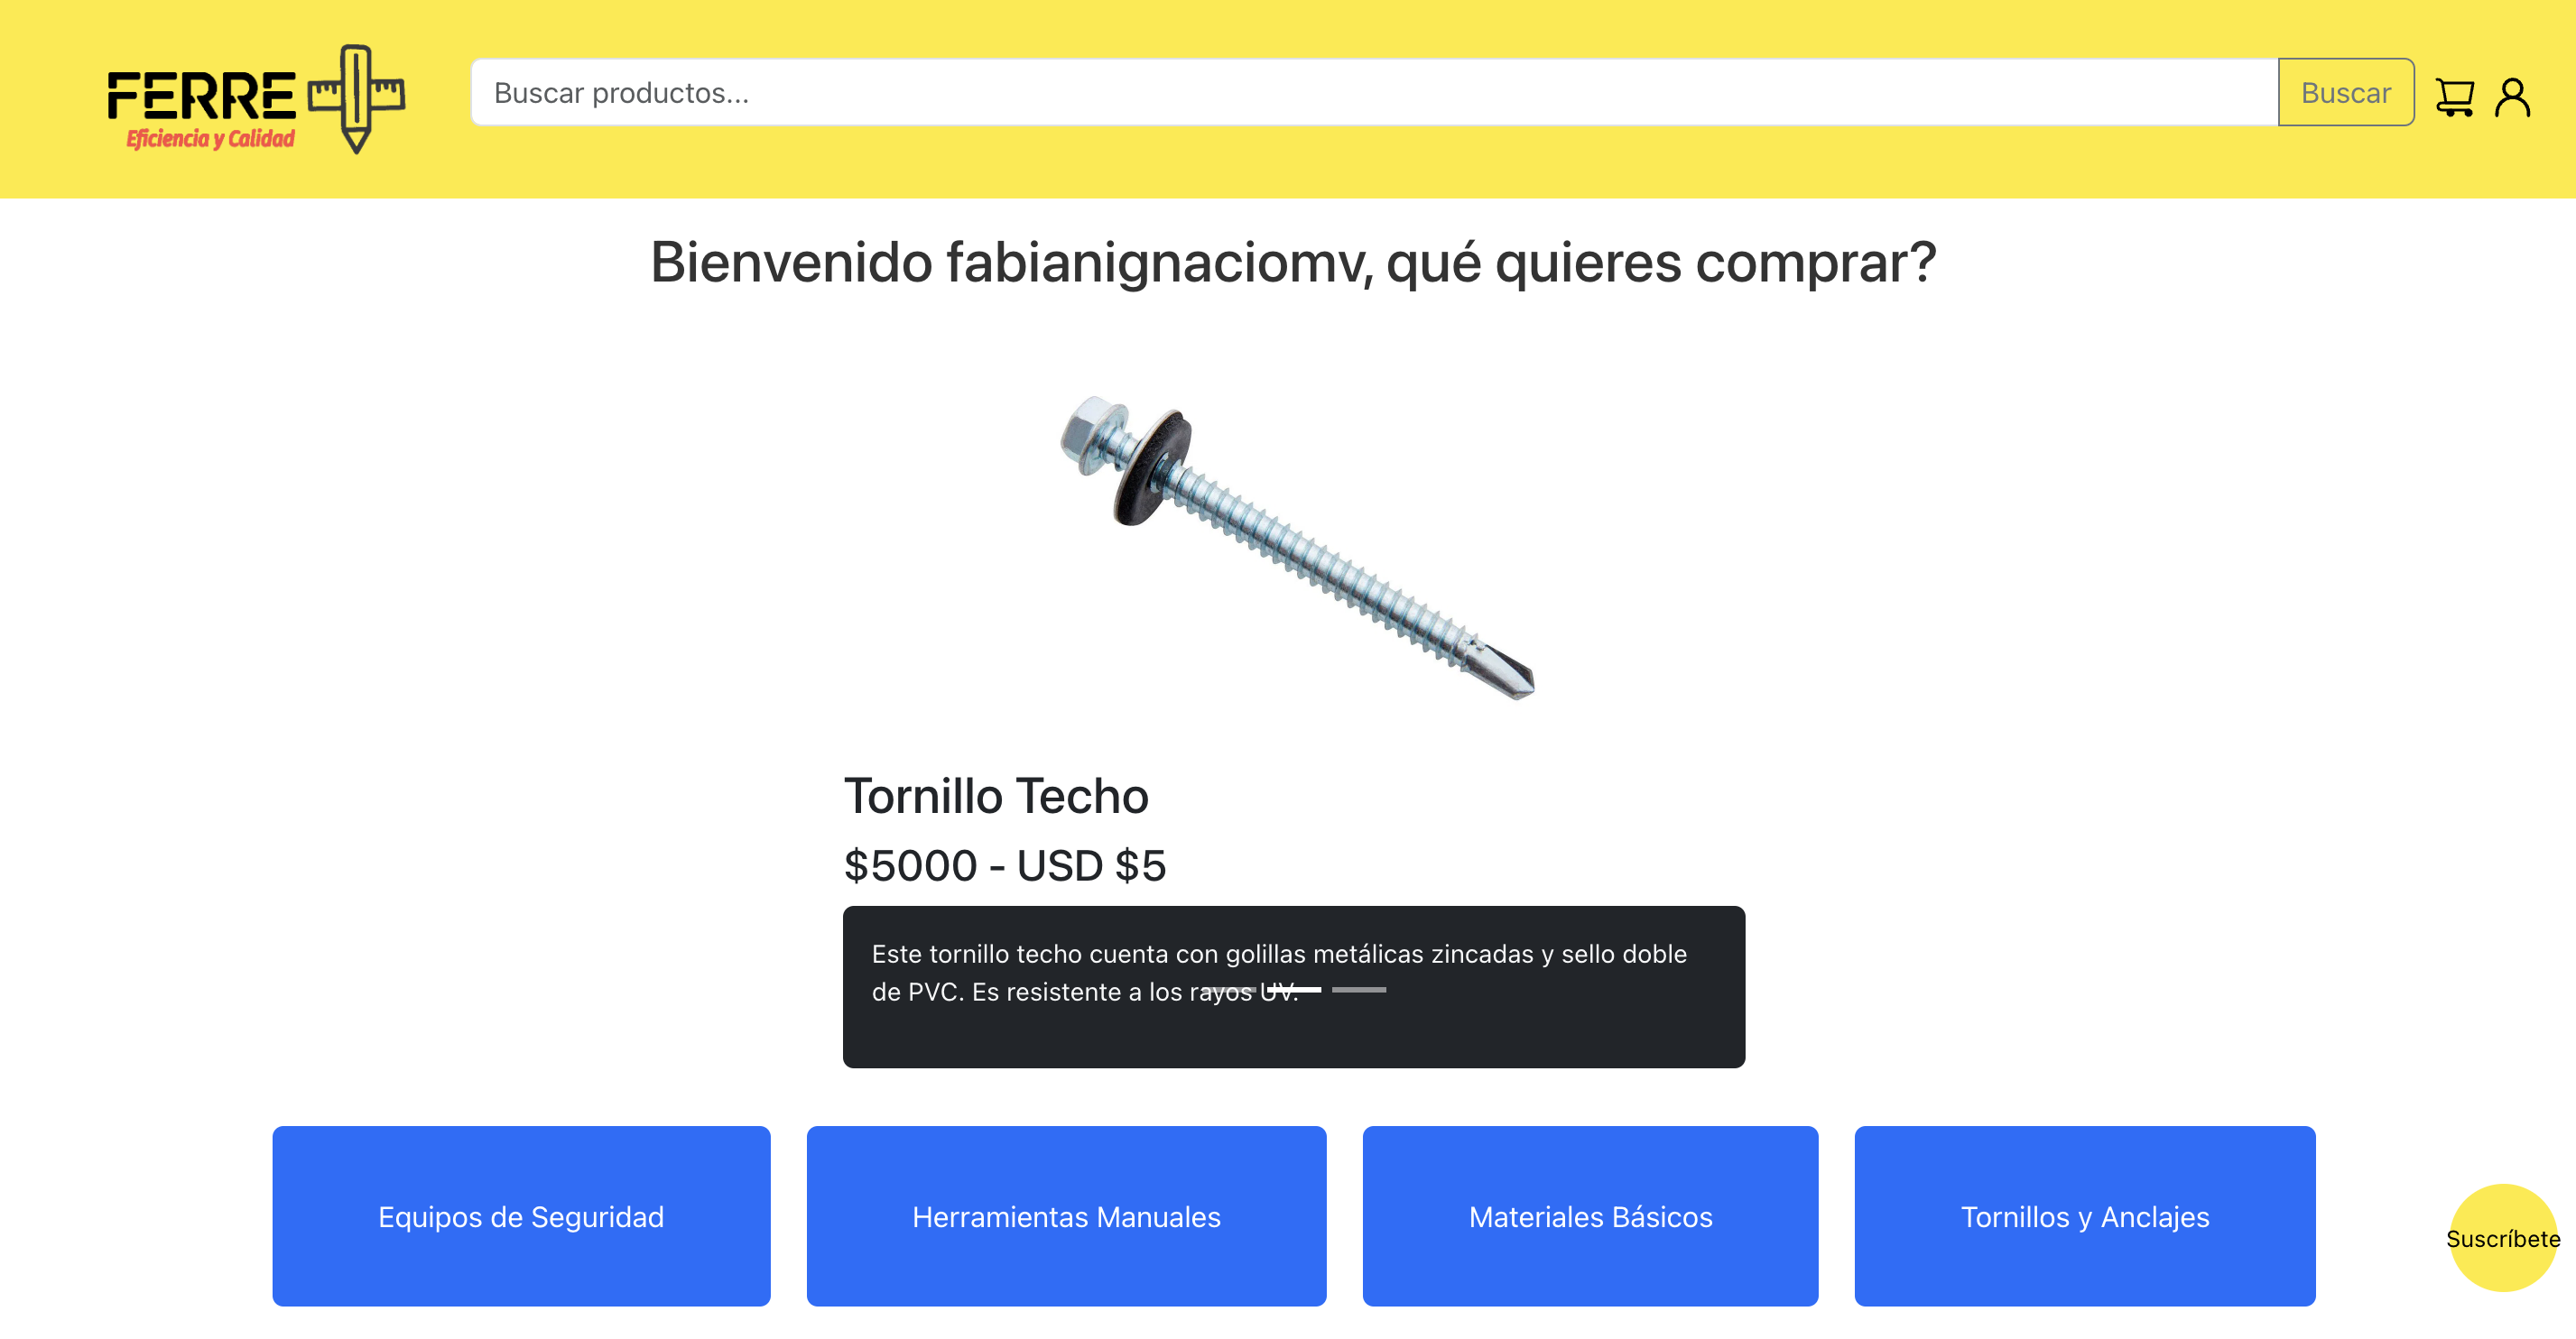 FERRE
Eficiencia y Calidad
Buscar productos...
Buscar
Bienvenido fabianignaciomv, qué quieres comprar?
Tornillo Techo
$5000 - USD $5
Este tornillo techo cuenta con golillas metálicas zincadas y sello doble
de PVC. Es resistente a los rayos UV.
Equipos de Seguridad
Herramientas Manuales
Materiales Básicos
Tornillos y Anclajes
Suscríbete